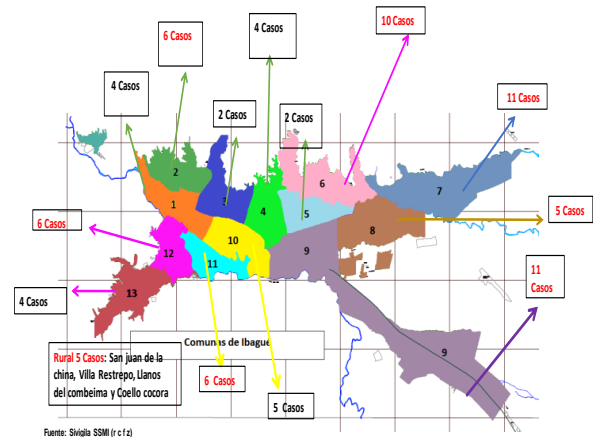 4 Casos
6 Casos
10 Casos
4 Casos
11 Casos
2 Casos
2 Casos
2
6
7
1
3
4
5
6 Casos
5 Casos
8
10
9
12
11
11
Casos
13
4 Casos
Comunas de Ibagué
9
Rural 5 Casos: San juan de la
china, Villa Restrepo, Llanos
del combeima y Coello cocora
6 Casos
5 Casos
Fuente: Sivigila SSMI (r c f z)